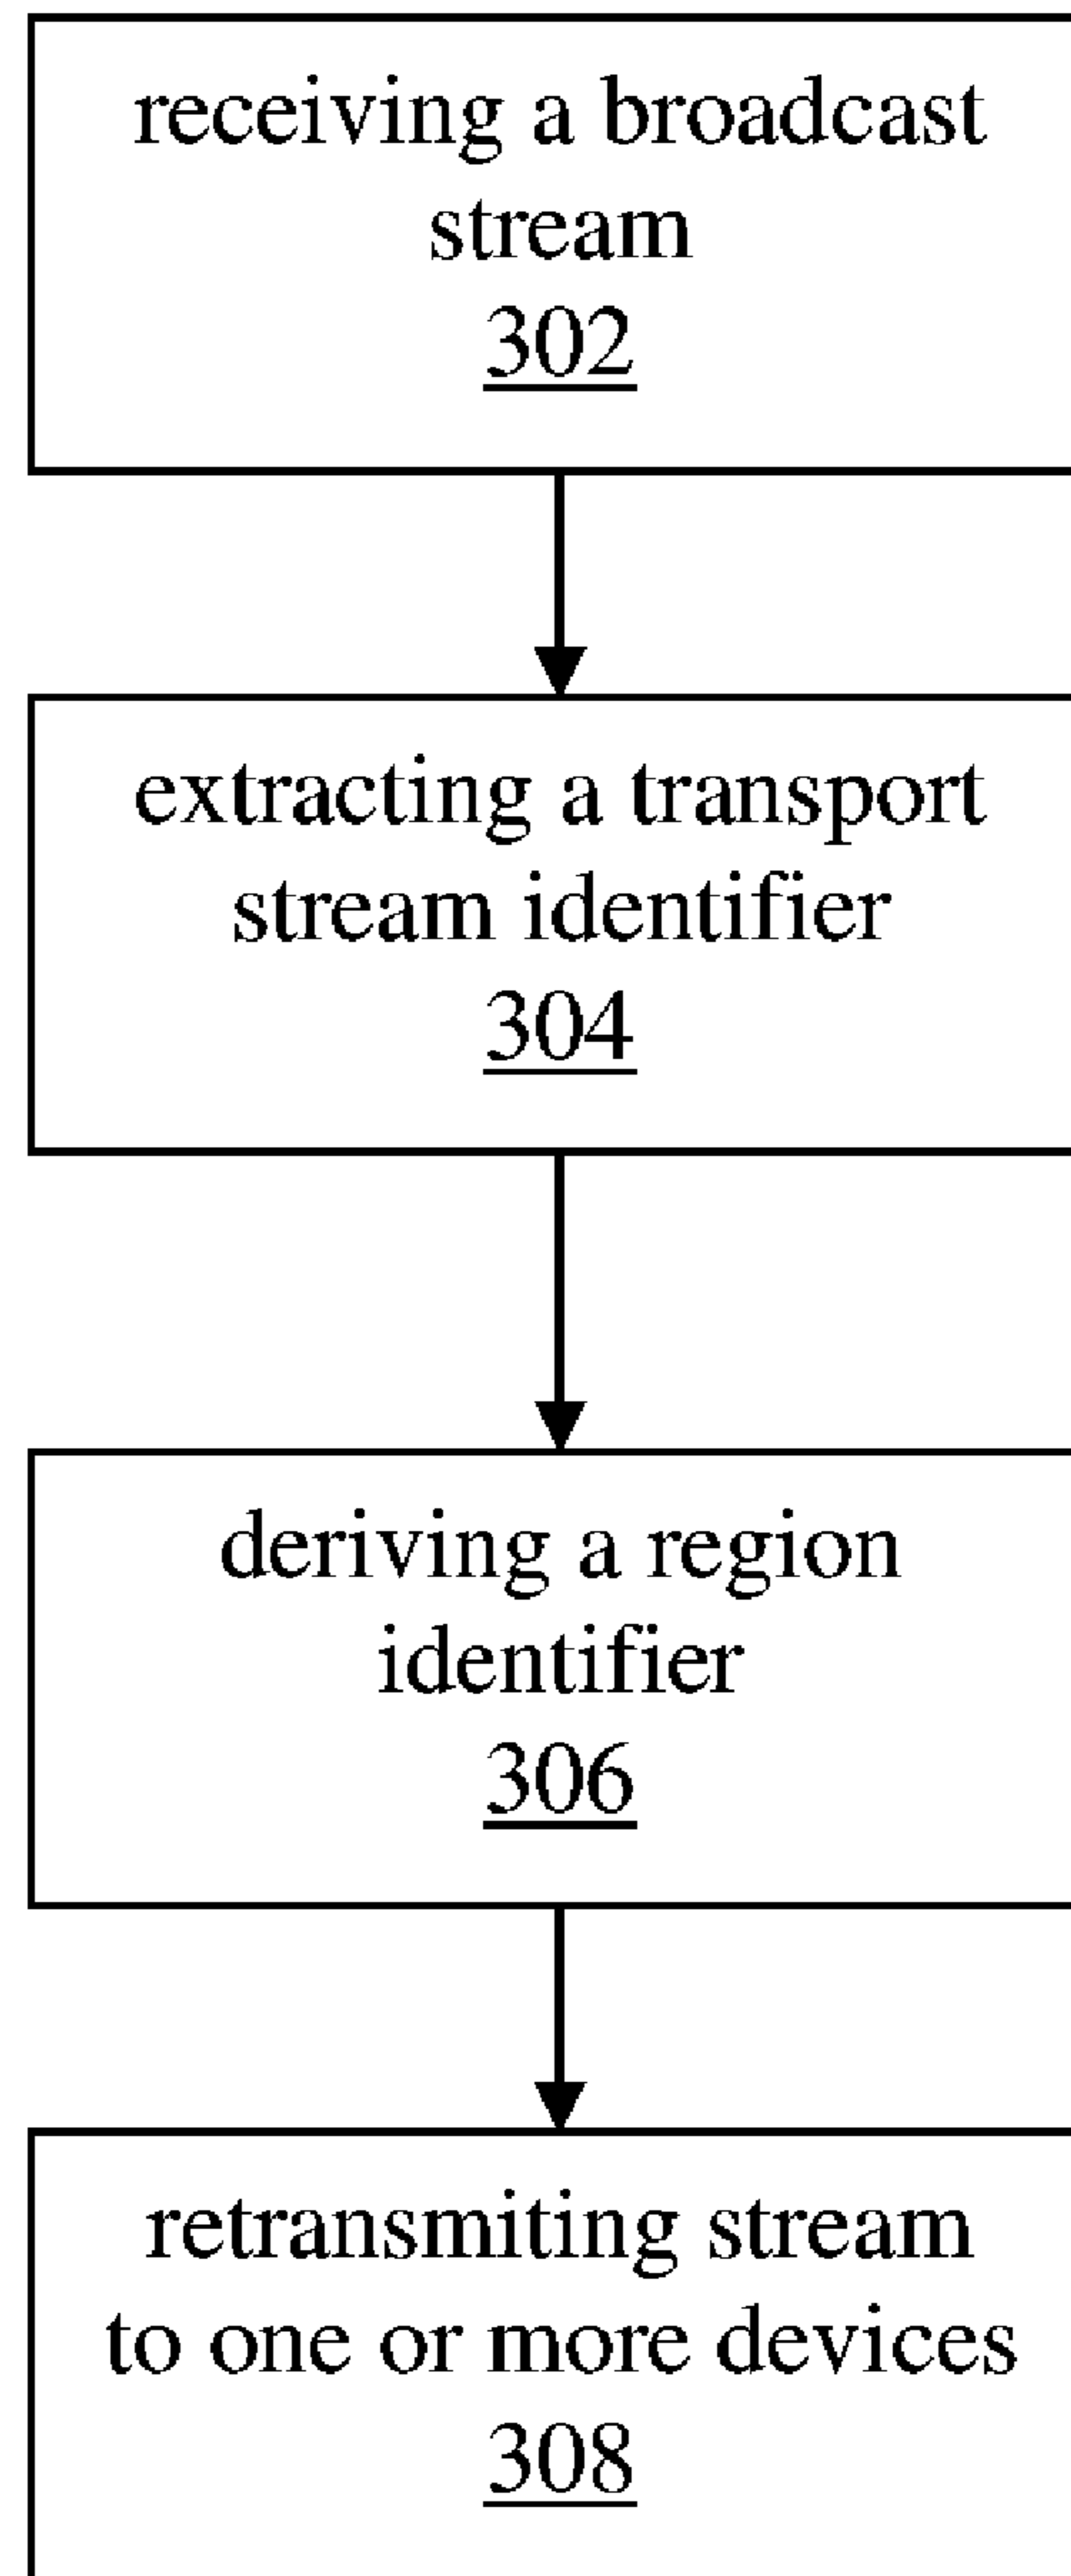 receiving a broadcast
stream
302
extracting a transport
stream identifier
304
deriving a region
identifier
306
retransmiting stream
to one or more devices
308